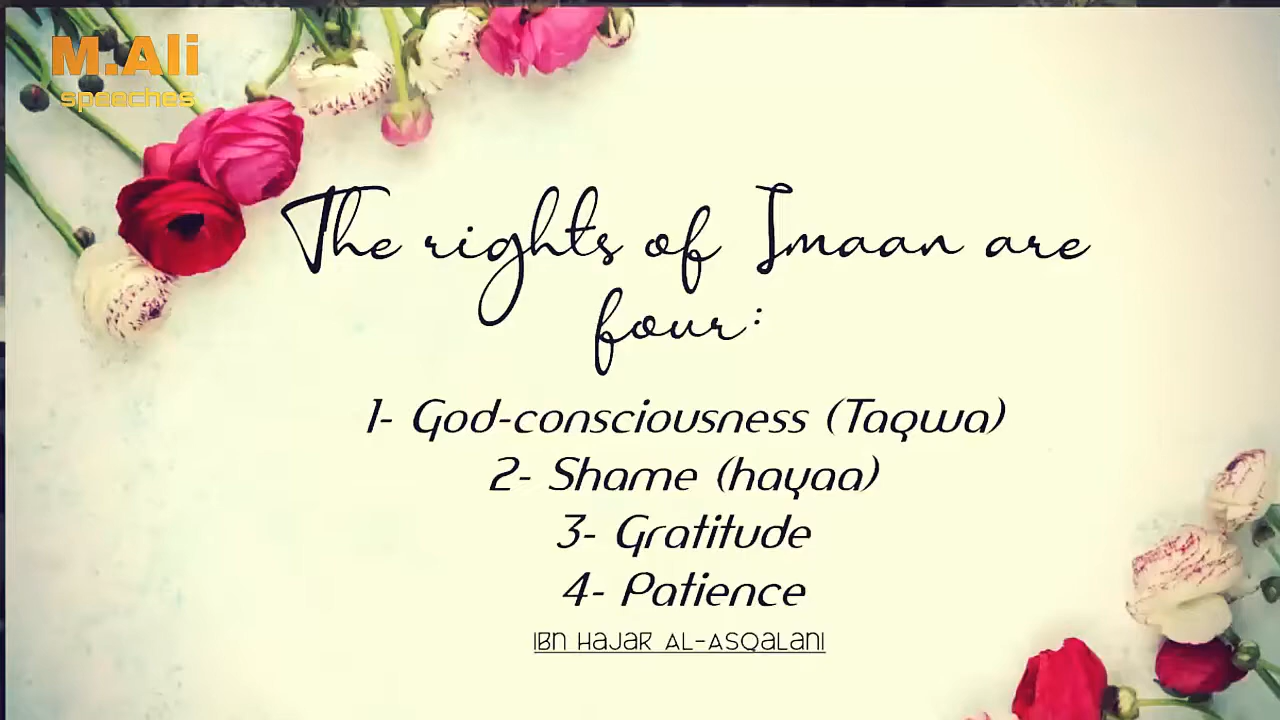 M.Ali
speeches
The rights of Imaan are
four:
1- God-consciousness (Taqwa)
2- Shame (hayaa)
3- Gratitude
4- Patience
IBN HAJAR AL-ASQALANI